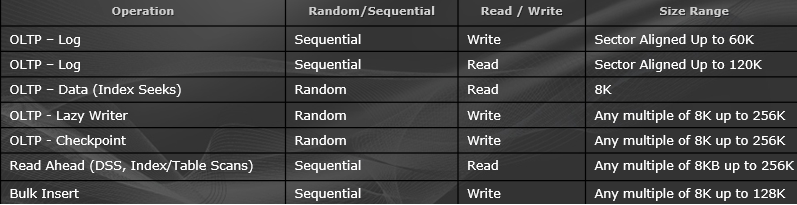 Operation Random/Sequential Read / Write Size Range
OLTP – Log Sequential Write Sector Aligned Up to 60K
OLTP – Log Sequential Read Sector Aligned Up to 120K
OLTP – Data (Index Seeks) Random Read 8K
OLTP - Lazy Writer Random Write Any multiple of 8K up to 256K
OLTP - Checkpoint Random Write Any multiple of 8K up to 256K
Read Ahead (DSS, Index/Table Scans) Sequential Read Any multiple of 8KB up to 256K
Bulk Insert Sequential Write Any multiple of 8K up to 128K